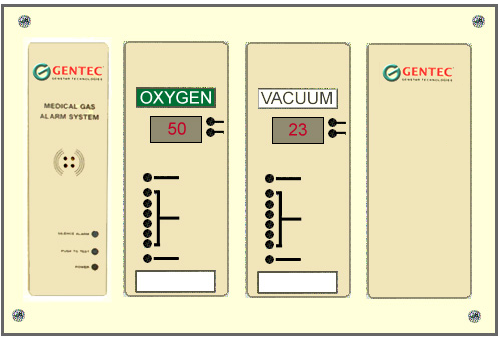 GENTEC
GENSTAR TECHNOLOGIES
MEDICAL GAS
ALARM SYSTEM
SILENCE ALARM
PUSH TO TEST
POWER
OXYGEN
50
VACUUM
23
GENTEC
GENSTAR TECHNOLOGIES